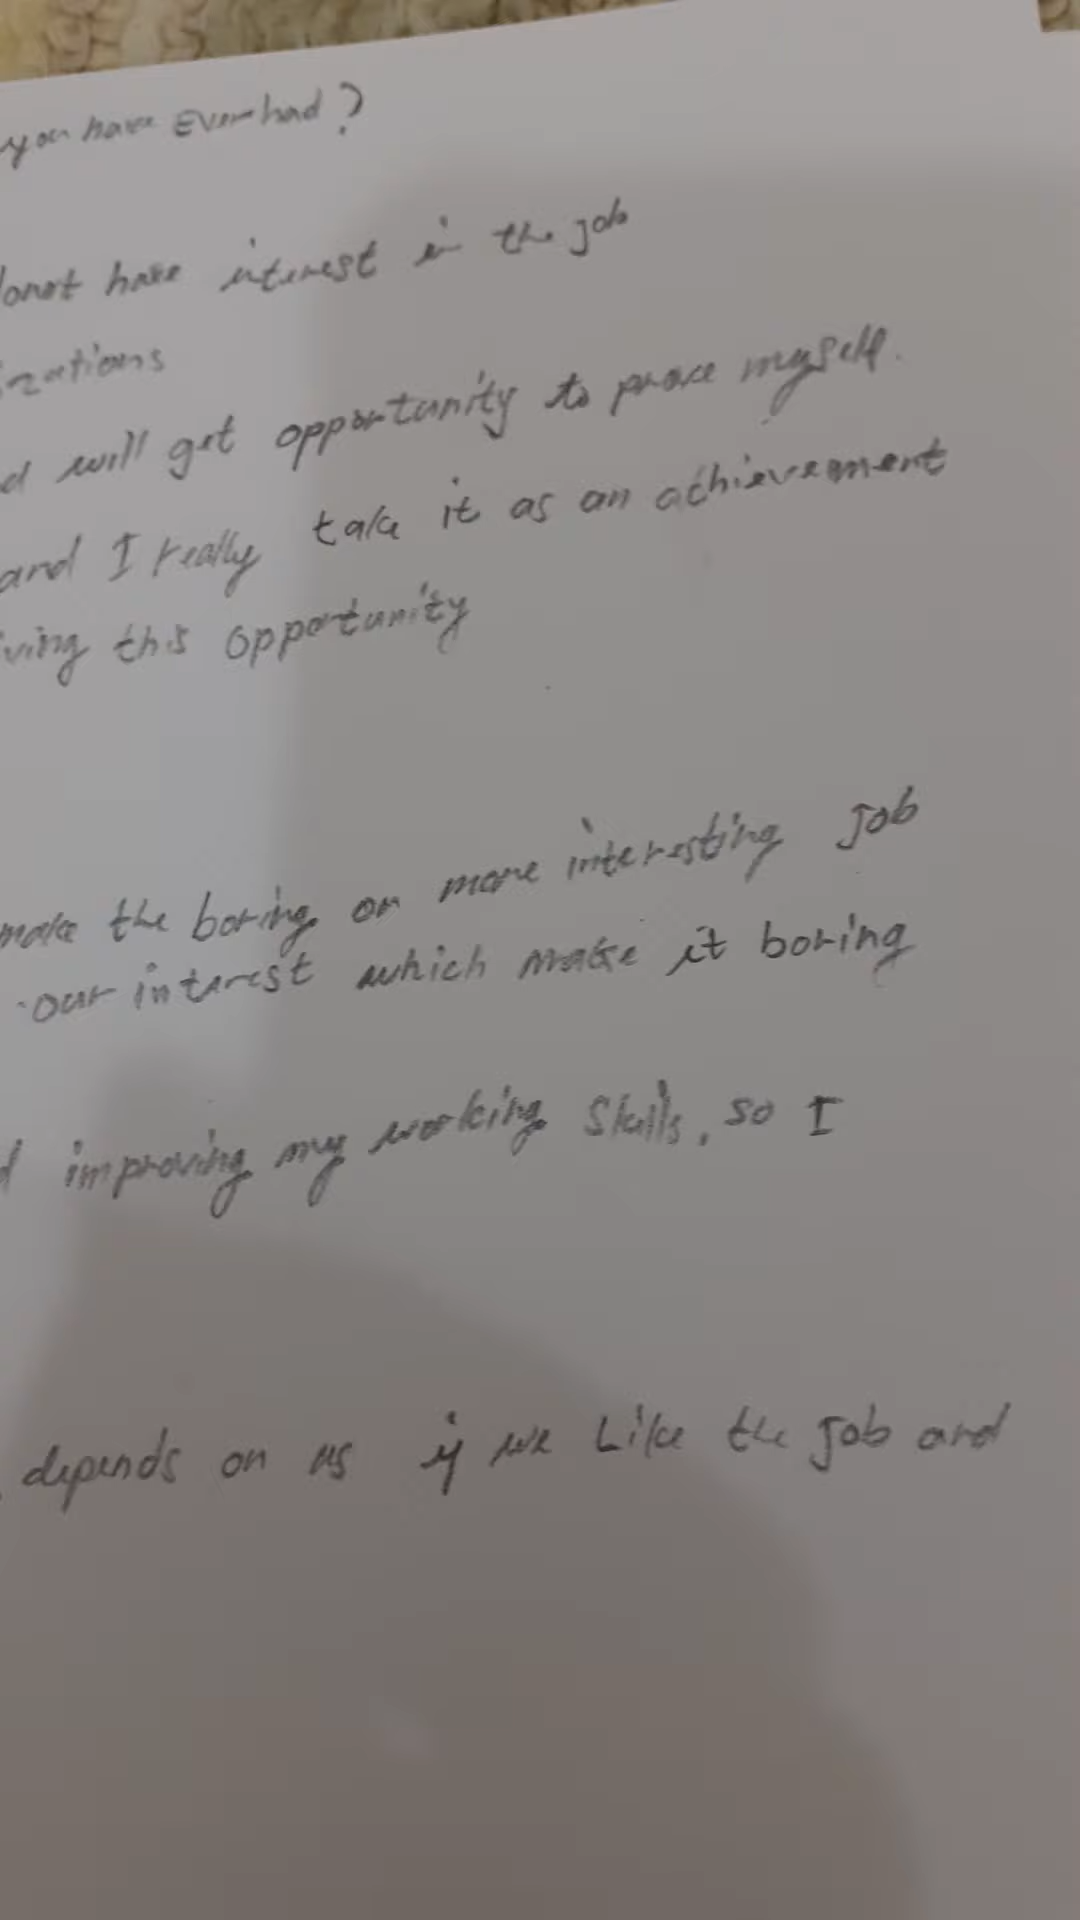 you have Ever had?
donot have interest in the job
izations
d will get opportunity to prove myself.
and I really take it as an achievement
iving this opportunity
make the boring or more interesting job
our interest which make it boring
d improving my working Skills, so I
depends on us if we Like the job and